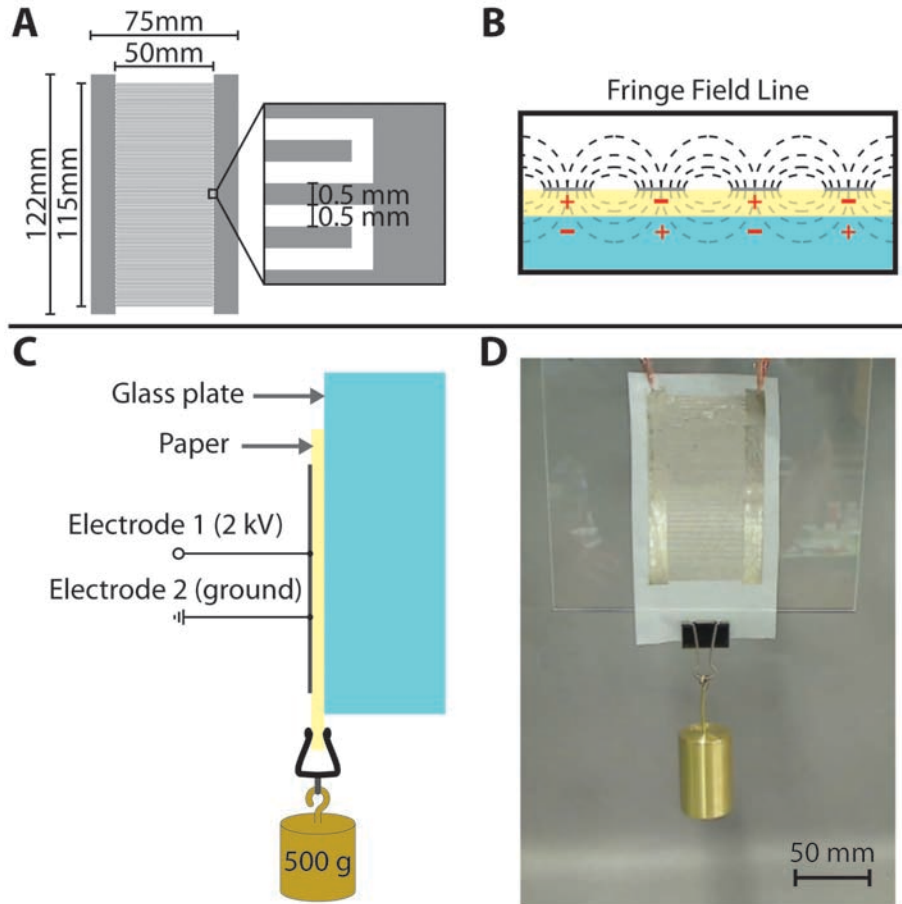 A
75mm
50mm
122mm
115mm
0.5 mm
0.5 mm
B
Fringe Field Line
+ - + -
- + - +
C
Glass plate
Paper
Electrode 1 (2 kV)
Electrode 2 (ground)
500 g
D
50 mm